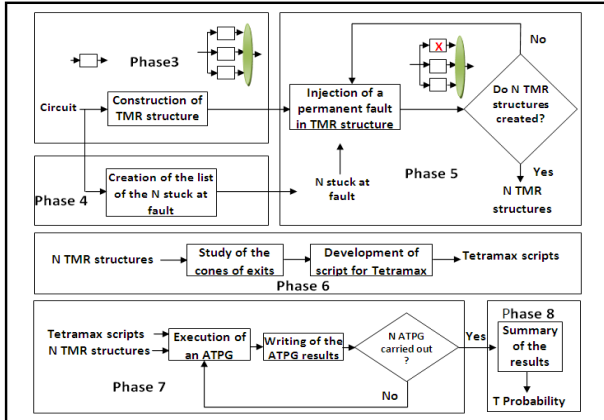 Phase3
Circuit
Construction of
TMR structure
Phase 4
Creation of the list
of the N stuck at
fault
X
No
Injection of a
permanent fault
in TMR structure
Do N TMR
structures
created?
N stuck at
fault
Phase 5
Yes
N TMR
structures
N TMR structures
Study of the
cones of exits
Development of
script for Tetramax
Tetramax scripts
Phase 6
Tetramax scripts
N TMR structures
Execution of
an ATPG
Writing of the
ATPG results
N ATPG
carried out
?
Yes
No
Phase 7
Phase 8
Summary
of the
results
T Probability